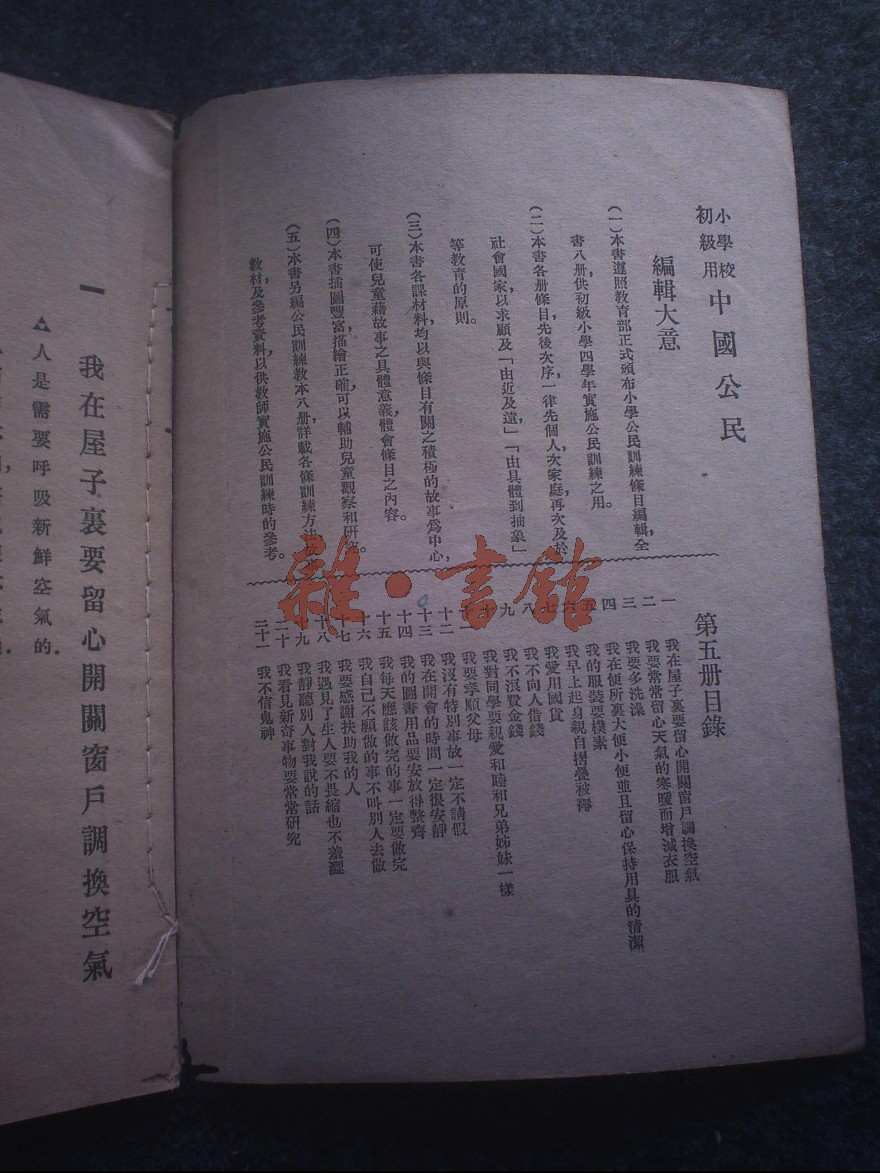 小學校
初級用
中國公民
編輯大意
(一)本書遵照教育部正式頒布小學公民訓練條目編輯,全
書八册,供初級小學四學年實施公民訓練之用。
(二)本書各册條目先後次序一律先個人,次家庭,再次及於
社會國家,以求顧及「由近及遠」「由具體到抽象」
等教育的原則。
(三)本書各課材料,均以與條目有關之積極的故事爲中心,
可使兒童藉故事之具體意義,體會條目之內容。
(四)本書插圖豐富,描繪正確,可以輔助兒童觀察和研究。
(五)本書另編公民訓練教本八册,詳載各條訓練方法
教材及參考資料,以供教師實施公民訓練時的參考。
第五册目錄
一 我在屋子裏要留心開關窗戶調換空氣
二 我要常常留心天氣的寒暖而增減衣服
三 我要多洗澡
四 我在便所裏大便小便並且留心保持用具的清潔
五 我的服裝要樸素
六 我早上起身親自摺疊被褥
七 我愛用國貨
八 我不向人借錢
九 我不浪費金錢
十 我對同學要親愛和睦和兄弟姊妹一樣
十一 我要孝順父母
十二 我沒有特別事故一定不請假
十三 我在開會的時間一定很安靜
十四 我的圖書用品要安放得整齊
十五 我每天應該做完的事一定要做完
十六 我自己不願做的事不叫別人去做
十七 我要感謝扶助我的人
十八 我遇見了生人要不畏縮也不羞澀
十九 我靜聽別人對我說的話
二十 我看見新奇事物要常常研究
二十一 我不信鬼神
雜·書館
一 我在屋子裏要留心開關窗戶調換空氣
△人是需要呼吸新鮮空氣的.